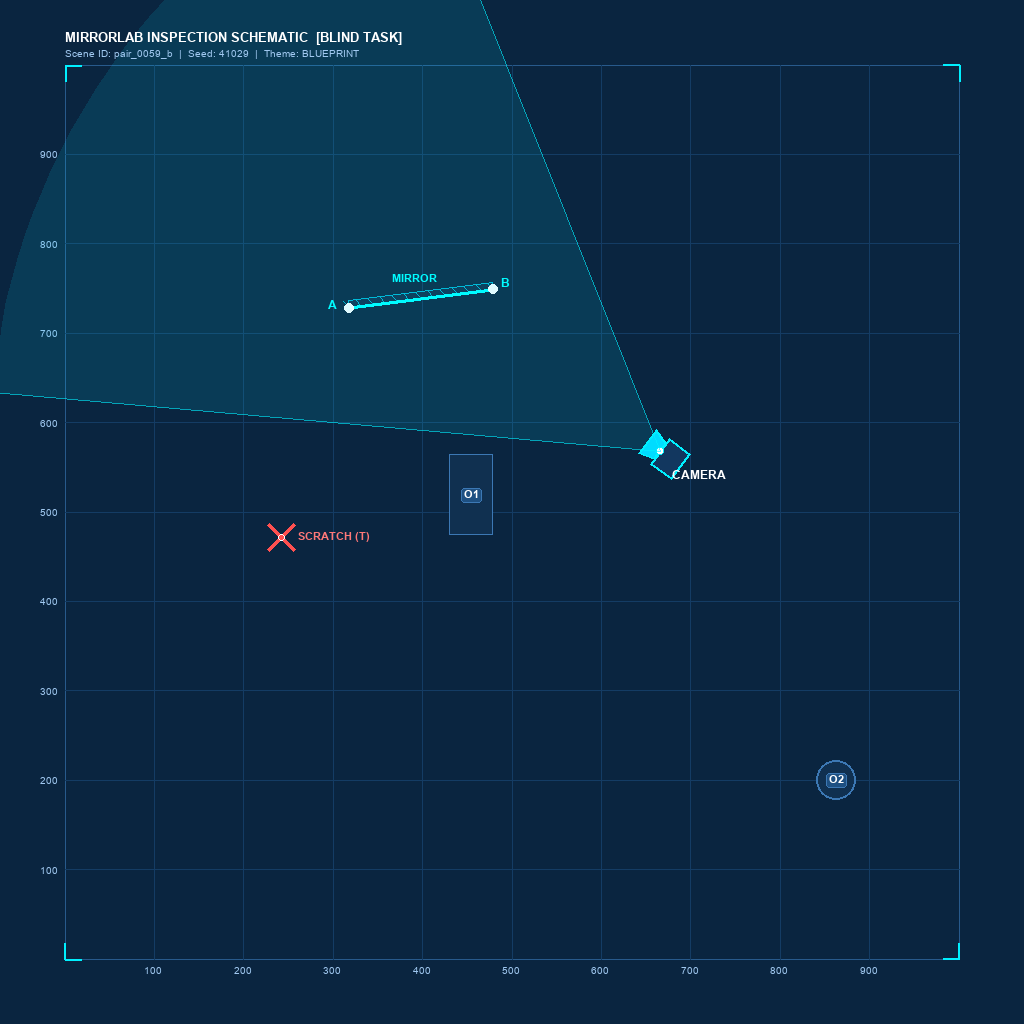 MIRRORLAB INSPECTION SCHEMATIC [BLIND TASK]
Scene ID: pair_0059_b | Seed: 41029 | Theme: BLUEPRINT
900
800
MIRROR
A
B
700
600
CAMERA
O1
500
SCRATCH (T)
400
300
200
O2
100
100 200 300 400 500 600 700 800 900